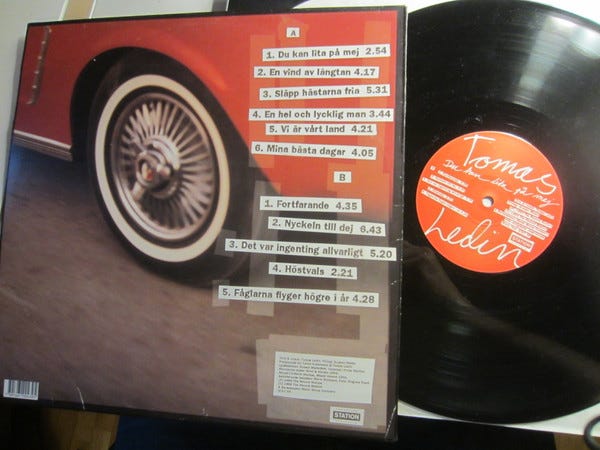 A
1. Du kan lita på mej 2.54
2. En vind av längtan 4.17
3. Släpp hästarna fria 5.31
4. En hel och lycklig man 3.44
5. Vi är vårt land 4.21
6. Mina bästa dagar 4.05
B
1. Fortfarande 4.35
2. Nyckeln till dej 6.43
3. Det var ingenting allvarligt 5.20
4. Höstvals 2.21
5. Fåglarna flyger högre i år 4.28
STATION
Tomas
Du kan lita på mej
Ledin
STATION